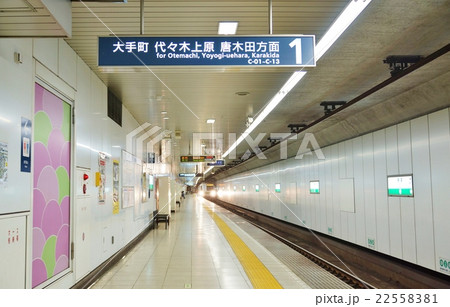 大手町 代々木上原 唐木田方面
for Otemachi, Yoyogi-uehara, Karakida
C-01-C-13
1
PIXTA
pixta.jp - 22558381